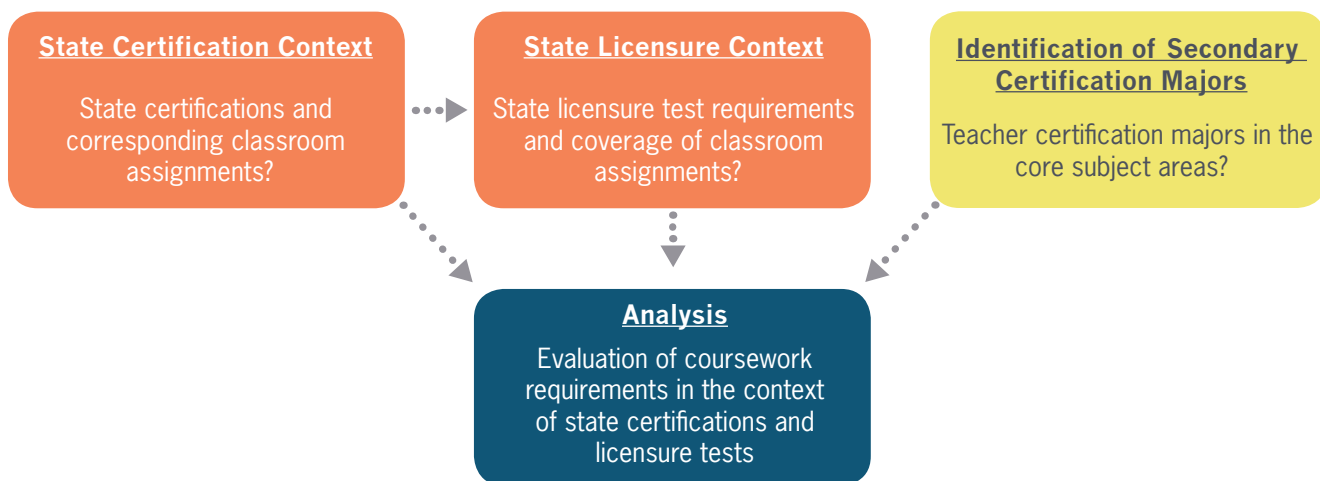 State Certification Context
State certifications and
corresponding classroom
assignments?
State Licensure Context
State licensure test requirements
and coverage of classroom
assignments?
Identification of Secondary
Certification Majors
Teacher certification majors in the
core subject areas?
Analysis
Evaluation of coursework
requirements in the context
of state certifications and
licensure tests